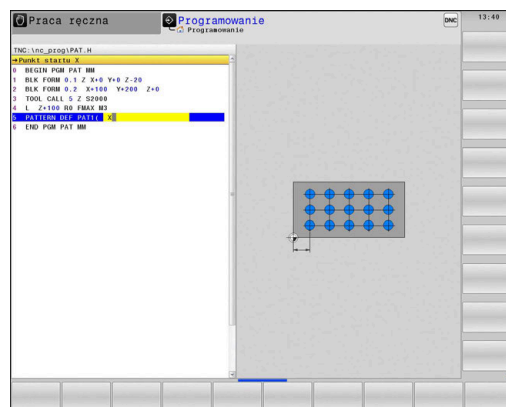 Praca ręczna
Programowanie
Programowanie
DNC
13:40
TNC:\nc_prog\PAT.H
→Punkt startu X
0 BEGIN PGM PAT MM
1 BLK FORM 0.1 Z X+0 Y+0 Z-20
2 BLK FORM 0.2 X+100 Y+200 Z+0
3 TOOL CALL 5 Z S2000
4 L Z+100 R0 FMAX M3
5 PATTERN DEF PAT1( X
6 END PGM PAT MM